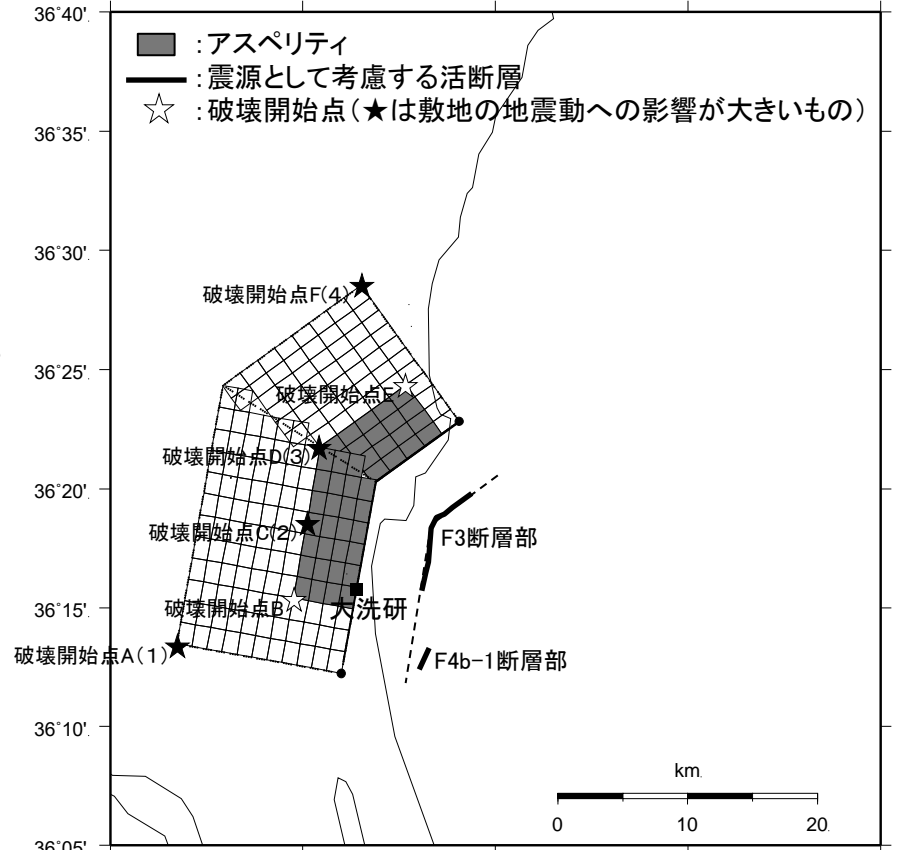 36°40'
:アスペリティ
:震源として考慮する活断層
:破壊開始点(★は敷地の地震動への影響が大きいもの)
36°35'
36°30'
破壊開始点F(4)
36°25'
破壊開始点E
破壊開始点D(3)
36°20'
破壊開始点C(2)
F3断層部
36°15'
破壊開始点B
大洗研
破壊開始点A(1)
F4b-1断層部
36°10'
km
0 10 20
36°05'